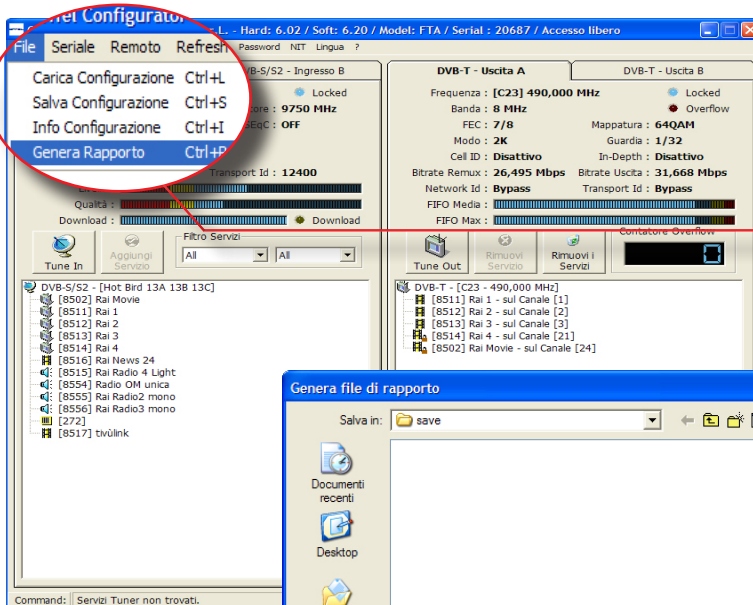 Configurator
.L. - Hard: 6.02 / Soft: 6.20 / Model: FTA / Serial : 20687 / Accesso libero
File Seriale Remoto Refresh Password NIT Lingua ?
Carica Configurazione Ctrl+L
Salva Configurazione Ctrl+S
Info Configurazione Ctrl+I
Genera Rapporto
- Ingresso B
Locked
: 9750 MHz
: OFF
Transport Id : 12400
Qualità :
Download : Download
Tune In
Aggiungi Servizio
Filtro Servizi
All All
DVB-S/S2 - [Hot Bird 13A 13B 13C]
[8502] Rai Movie
[8511] Rai 1
[8512] Rai 2
[8513] Rai 3
[8514] Rai 4
[8516] Rai News 24
[8515] Rai Radio 4 Light
[8554] Radio OM unica
[8555] Rai Radio2 mono
[8556] Rai Radio3 mono
[272]
[8517] tivùlink
Command: Servizi Tuner non trovati.
DVB-T - Uscita A DVB-T - Uscita B
Frequenza : [C23] 490,000 MHz Locked
Banda : 8 MHz Overflow
FEC : 7/8 Mappatura : 64QAM
Modo : 2K Guardia : 1/32
Cell ID : Disattivo In-Depth : Disattivo
Bitrate Remux : 26,495 Mbps Bitrate Uscita : 31,668 Mbps
Network Id : Bypass Transport Id : Bypass
FIFO Media :
FIFO Max :
Tune Out
Rimuovi Servizio
Rimuovi i Servizi
Contatore Overflow
0
DVB-T - [C23 - 490,000 MHz]
[8511] Rai 1 - sul Canale [1]
[8512] Rai 2 - sul Canale [2]
[8513] Rai 3 - sul Canale [3]
[8514] Rai 4 - sul Canale [21]
[8502] Rai Movie - sul Canale [24]
Genera file di rapporto
Salva in: save
Documenti recenti
Desktop